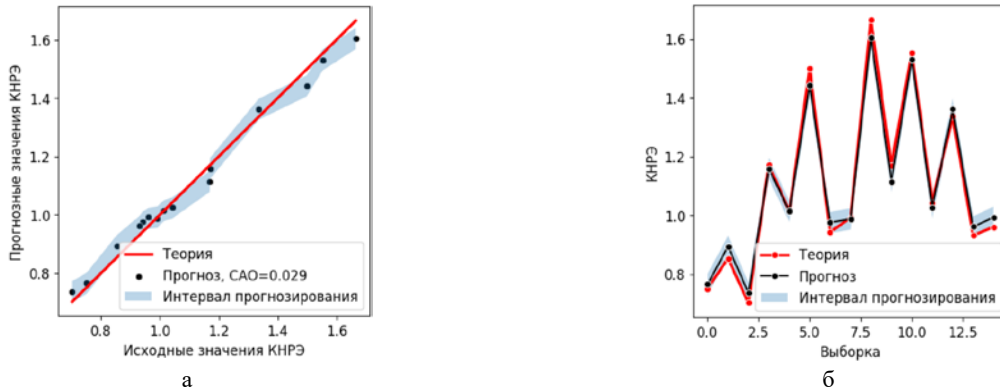 Прогнозные значения КНРЭ
1.6
1.4
1.2
1.0
0.8
Теория
Прогноз, САО=0.029
Интервал прогнозирования
0.8 1.0 1.2 1.4 1.6
Исходные значения КНРЭ
а
КНРЭ
1.6
1.4
1.2
1.0
0.8
Теория
Прогноз
Интервал прогнозирования
0.0 2.5 5.0 7.5 10.0 12.5
Выборка
б